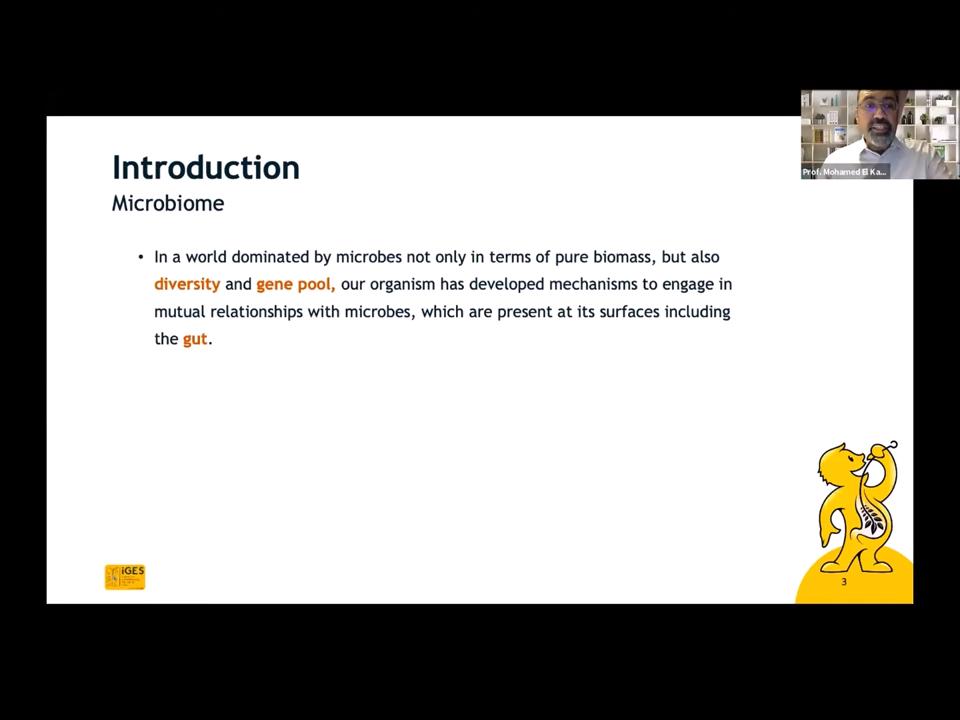 Prof. Mohamed El Ka...
Introduction
Microbiome
• In a world dominated by microbes not only in terms of pure biomass, but also
diversity and gene pool, our organism has developed mechanisms to engage in
mutual relationships with microbes, which are present at its surfaces including
the gut.
iGES
3